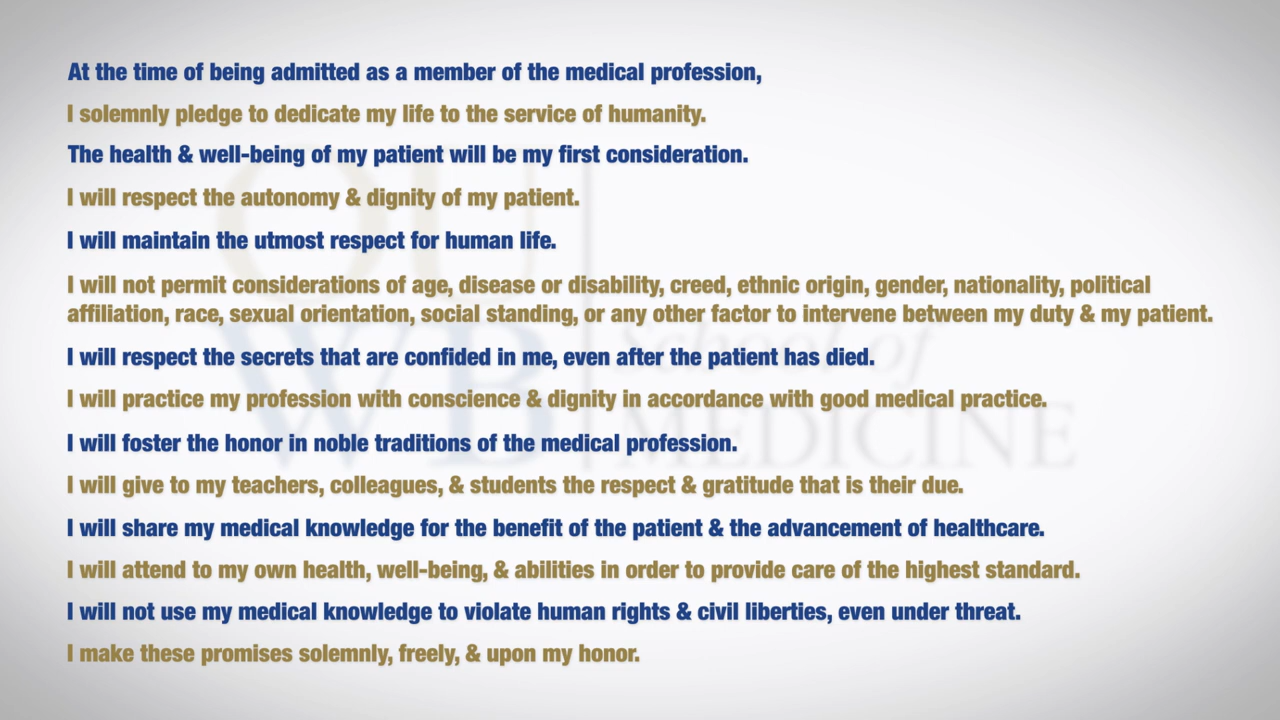 At the time of being admitted as a member of the medical profession,
I solemnly pledge to dedicate my life to the service of humanity.
The health & well-being of my patient will be my first consideration.
I will respect the autonomy & dignity of my patient.
I will maintain the utmost respect for human life.
I will not permit considerations of age, disease or disability, creed, ethnic origin, gender, nationality, political
affiliation, race, sexual orientation, social standing, or any other factor to intervene between my duty & my patient.
I will respect the secrets that are confided in me, even after the patient has died.
I will practice my profession with conscience & dignity in accordance with good medical practice.
I will foster the honor in noble traditions of the medical profession.
I will give to my teachers, colleagues, & students the respect & gratitude that is their due.
I will share my medical knowledge for the benefit of the patient & the advancement of healthcare.
I will attend to my own health, well-being, & abilities in order to provide care of the highest standard.
I will not use my medical knowledge to violate human rights & civil liberties, even under threat.
I make these promises solemnly, freely, & upon my honor.
OU
WB
School of
MEDICINE